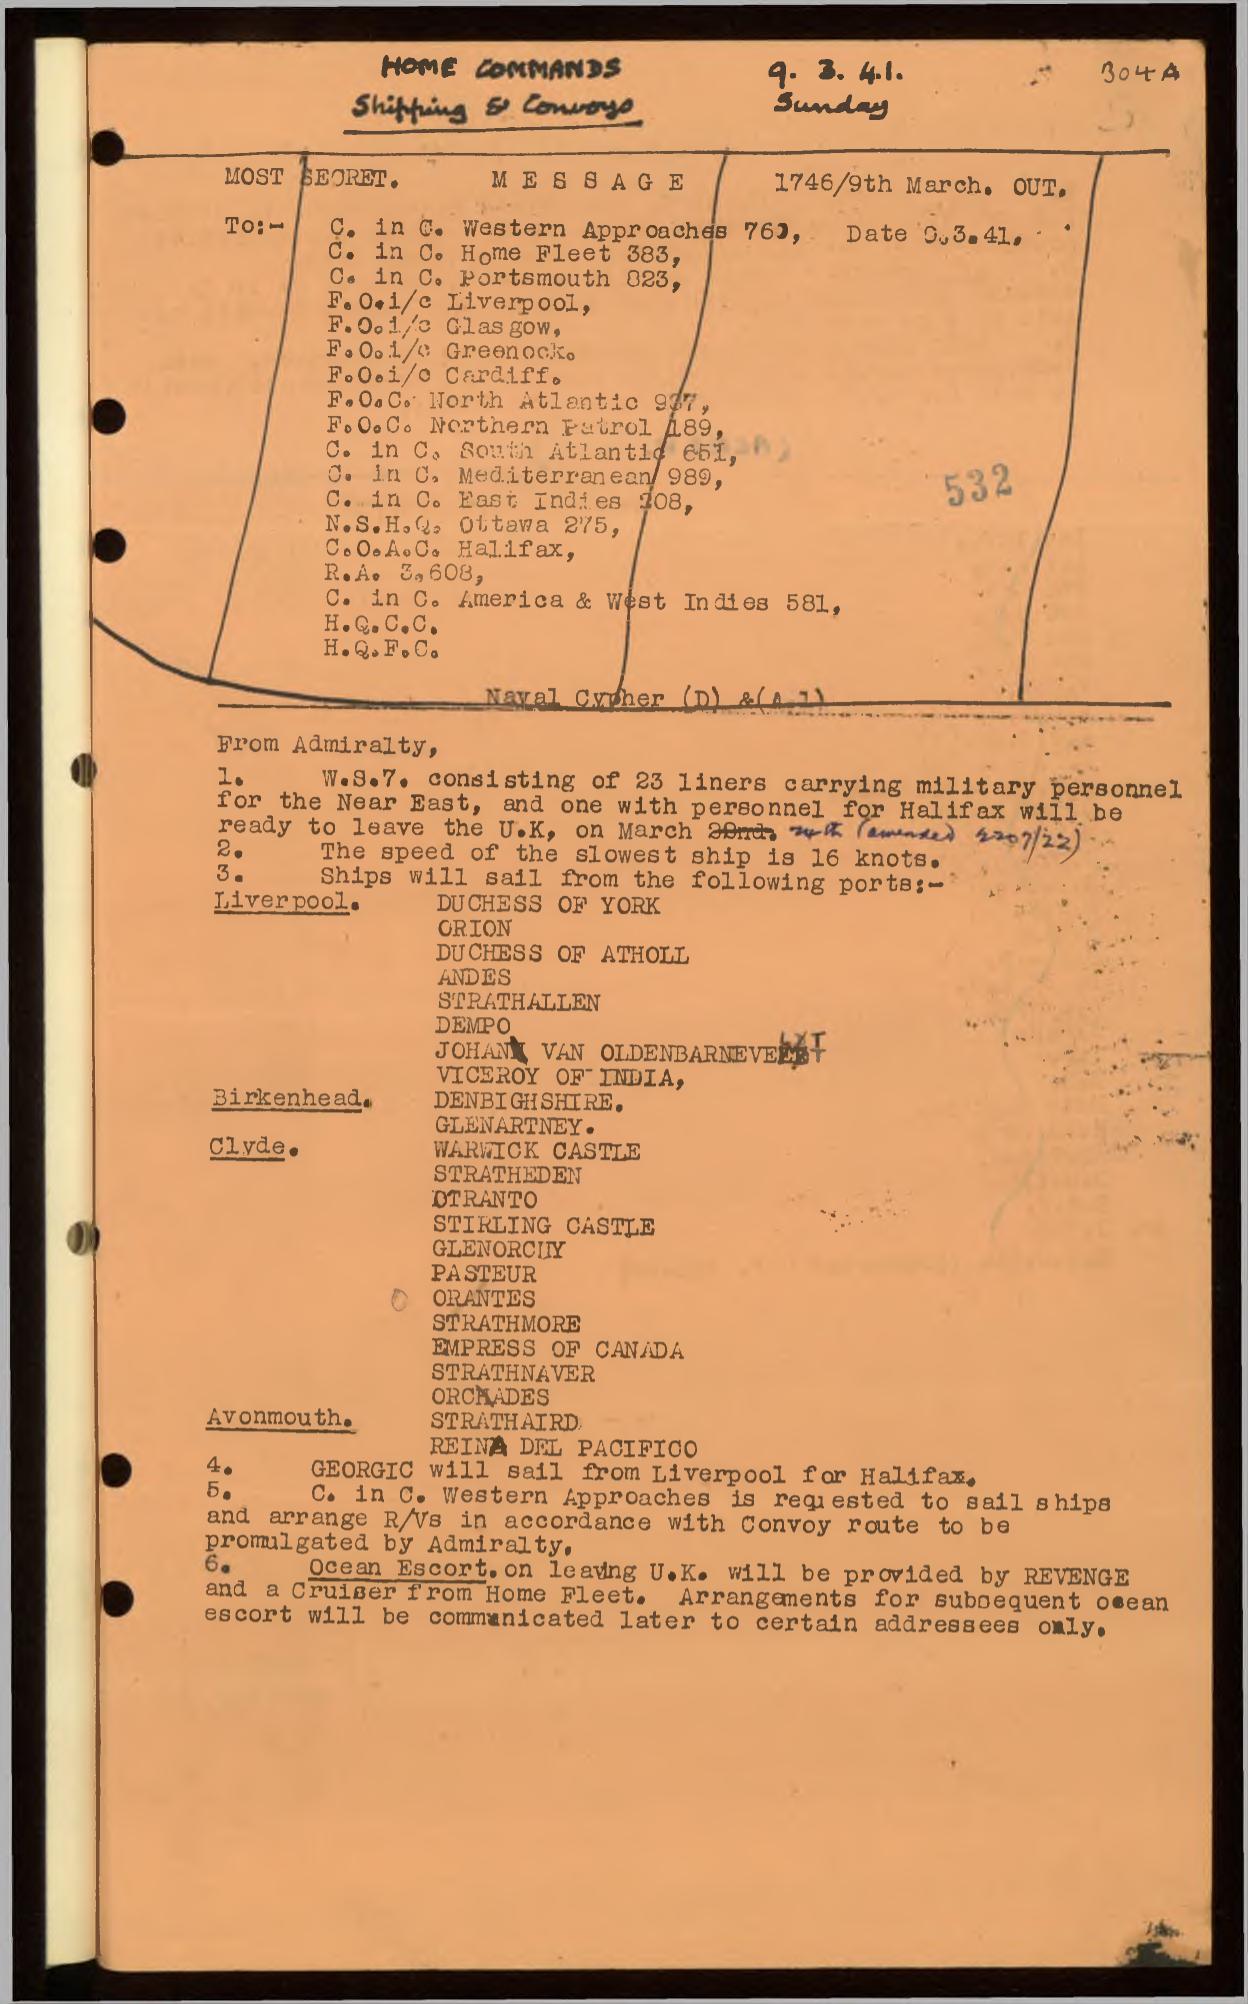 HOME COMMANDS
Shipping & Convoys
9. 3. 41.
Sunday
304A
MOST SECRET. MESSAGE 1746/9th March. OUT.
To:- C. in C. Western Approaches 76 , Date 9.3.41.
C. in C. Home Fleet 383,
C. in C. Portsmouth 823,
F.O.i/c Liverpool,
F.O.i/c Glasgow.
F.O.i/c Greenock.
F.O.i/c Cardiff.
F.O.C. North Atlantic 937,
F.O.C. Northern Patrol 189,
C. in C. South Atlantic 651,
C. in C. Mediterranean 989,
C. in C. East Indies 208,
532
N.S.H.Q. Ottawa 275,
C.O.A.C. Halifax,
R.A. 3,608,
C. in C. America & West Indies 581,
H.Q.C.C.
H.Q.F.C.
Naval Cypher (D) &(A.1)
From Admiralty,
1. W.S.7. consisting of 23 liners carrying military personnel
for the Near East, and one with personnel for Halifax will be
ready to leave the U.K, on March 22nd. 24th (amended 2207/22)
2. The speed of the slowest ship is 16 knots.
3. Ships will sail from the following ports:-
Liverpool. DUCHESS OF YORK
ORION
DUCHESS OF ATHOLL
ANDES
STRATHALLEN
DEMPO
JOHAN VAN OLDENBARNEVELT
VICEROY OF INDIA,
Birkenhead. DENBIGHSHIRE.
GLENARTNEY.
Clyde. WARWICK CASTLE
STRATHEDEN
OTRANTO
STIRLING CASTLE
GLENORCHY
PASTEUR
O ORANTES
STRATHMORE
EMPRESS OF CANADA
STRATHNAVER
ORCADES
Avonmouth. STRATHAIRD
REINA DEL PACIFICO
4. GEORGIC will sail from Liverpool for Halifax.
5. C. in C. Western Approaches is requested to sail ships
and arrange R/Vs in accordance with Convoy route to be
promulgated by Admiralty.
6. Ocean Escort. on leaving U.K. will be provided by REVENGE
and a Cruiser from Home Fleet. Arrangements for subsequent ocean
escort will be communicated later to certain addressees only.